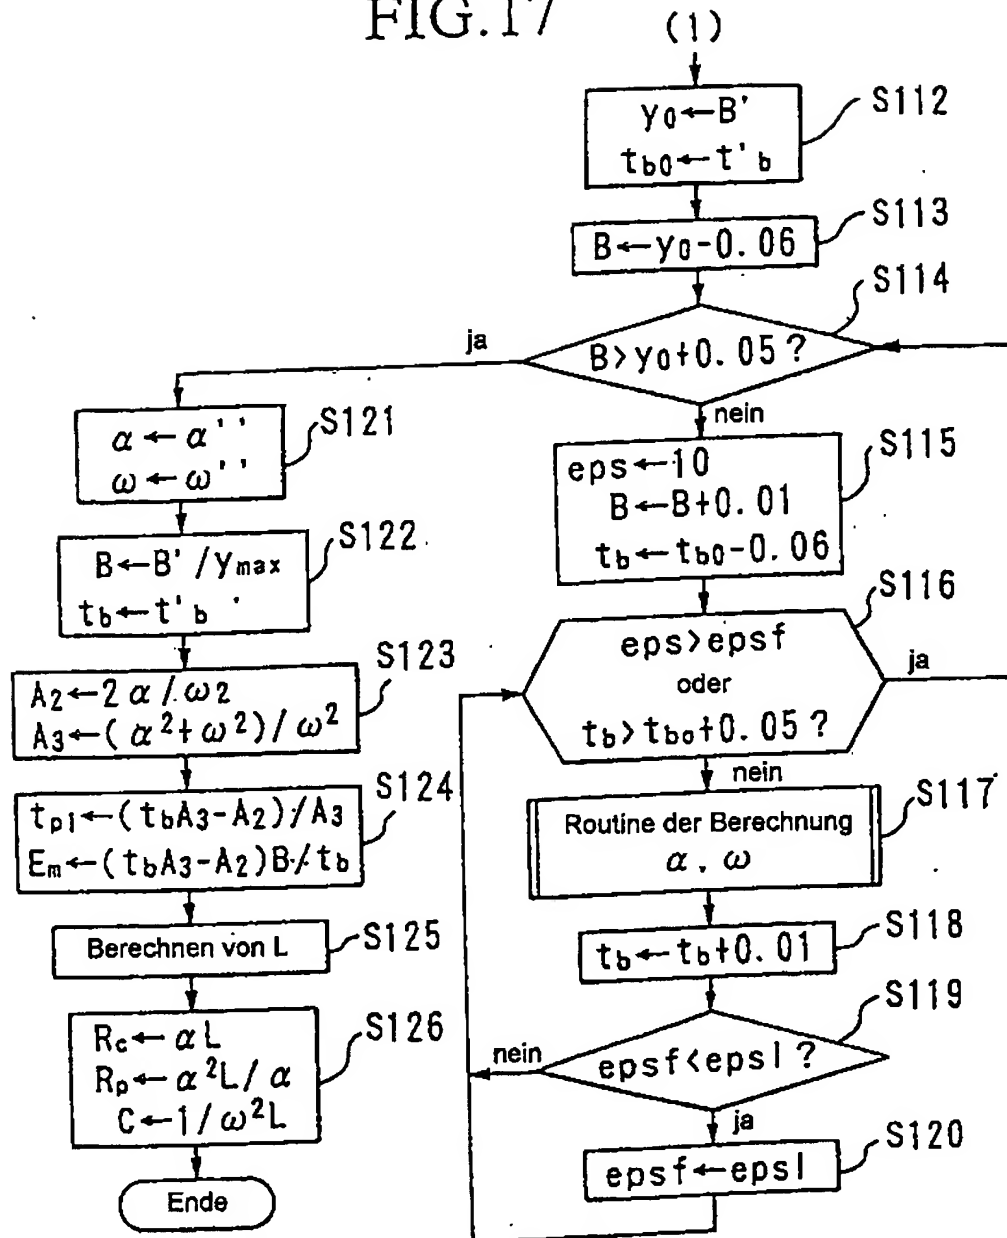 FIG.17
(1)
y0←B'
tb0←t'b
S112
B←y0-0.06
S113
B>y0+0.05?
S114
ja
nein
eps←10
B←B+0.01
tb←tb0-0.06
S115
eps>epsf
oder
tb>tb0+0.05?
S116
ja
nein
Routine der Berechnung
α, ω
S117
tb←tb+0.01
S118
epsf<epsl?
S119
nein
ja
epsf←epsl
S120
α←α''
ω←ω''
S121
B←B'/ymax
tb←t'b
S122
A2←2α/ω2
A3←(α²+ω²)/ω²
S123
tp1←(tbA3-A2)/A3
Em←(tbA3-A2)B/tb
S124
Berechnen von L
S125
Rc←αL
Rp←α²L/α
C←1/ω²L
S126
Ende